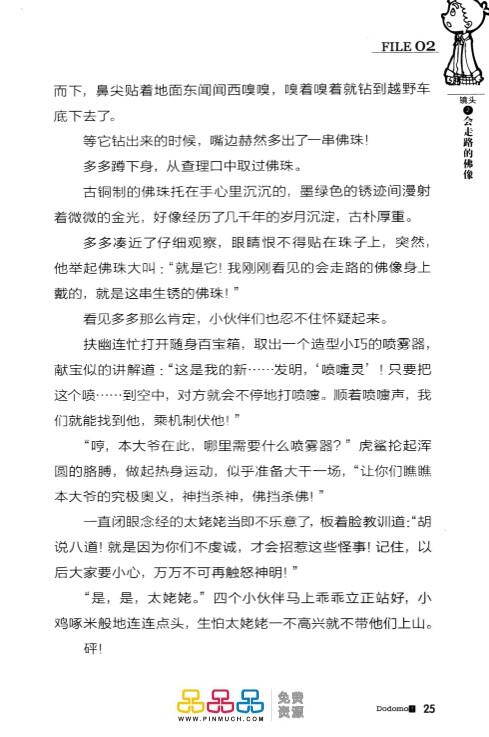 FILE 02
镜头
2
会走路的佛像
而下，鼻尖贴着地面东闻闻西嗅嗅，嗅着嗅着就钻到越野车
底下去了。
等它钻出来的时候，嘴边赫然多出了一串佛珠！
多多蹲下身，从查理口中取过佛珠。
古铜制的佛珠托在手心里沉沉的，墨绿色的锈迹间漫射
着微微的金光，好像经历了几千年的岁月沉淀，古朴厚重。
多多凑近了仔细观察，眼睛恨不得贴在珠子上，突然，
他举起佛珠大叫：“就是它！我刚刚看见的会走路的佛像身上
戴的，就是这串生锈的佛珠！”
看见多多那么肯定，小伙伴们也忍不住怀疑起来。
扶幽连忙打开随身百宝箱，取出一个造型小巧的喷雾器，
献宝似的讲解道：“这是我的新……发明，‘喷嚏灵’！只要把
这个喷……到空中，对方就会不停地打喷嚏。顺着喷嚏声，我
们就能找到他，乘机制伏他！”
“哼，本大爷在此，哪里需要什么喷雾器？”虎鲨抡起浑
圆的胳膊，做起热身运动，似乎准备大干一场，“让你们瞧瞧
本大爷的究极奥义，神挡杀神，佛挡杀佛！”
一直闭眼念经的太姥姥当即不乐意了，板着脸教训道：“胡
说八道！就是因为你们不虔诚，才会招惹这些怪事！记住，以
后大家要小心，万万不可再触怒神明！”
“是，是，太姥姥。”四个小伙伴马上乖乖立正站好，小
鸡啄米般地连连点头，生怕太姥姥一不高兴就不带他们上山。
砰！
品品品 免费
资源
WWW.PINMUCH.COM
Dodomo 25